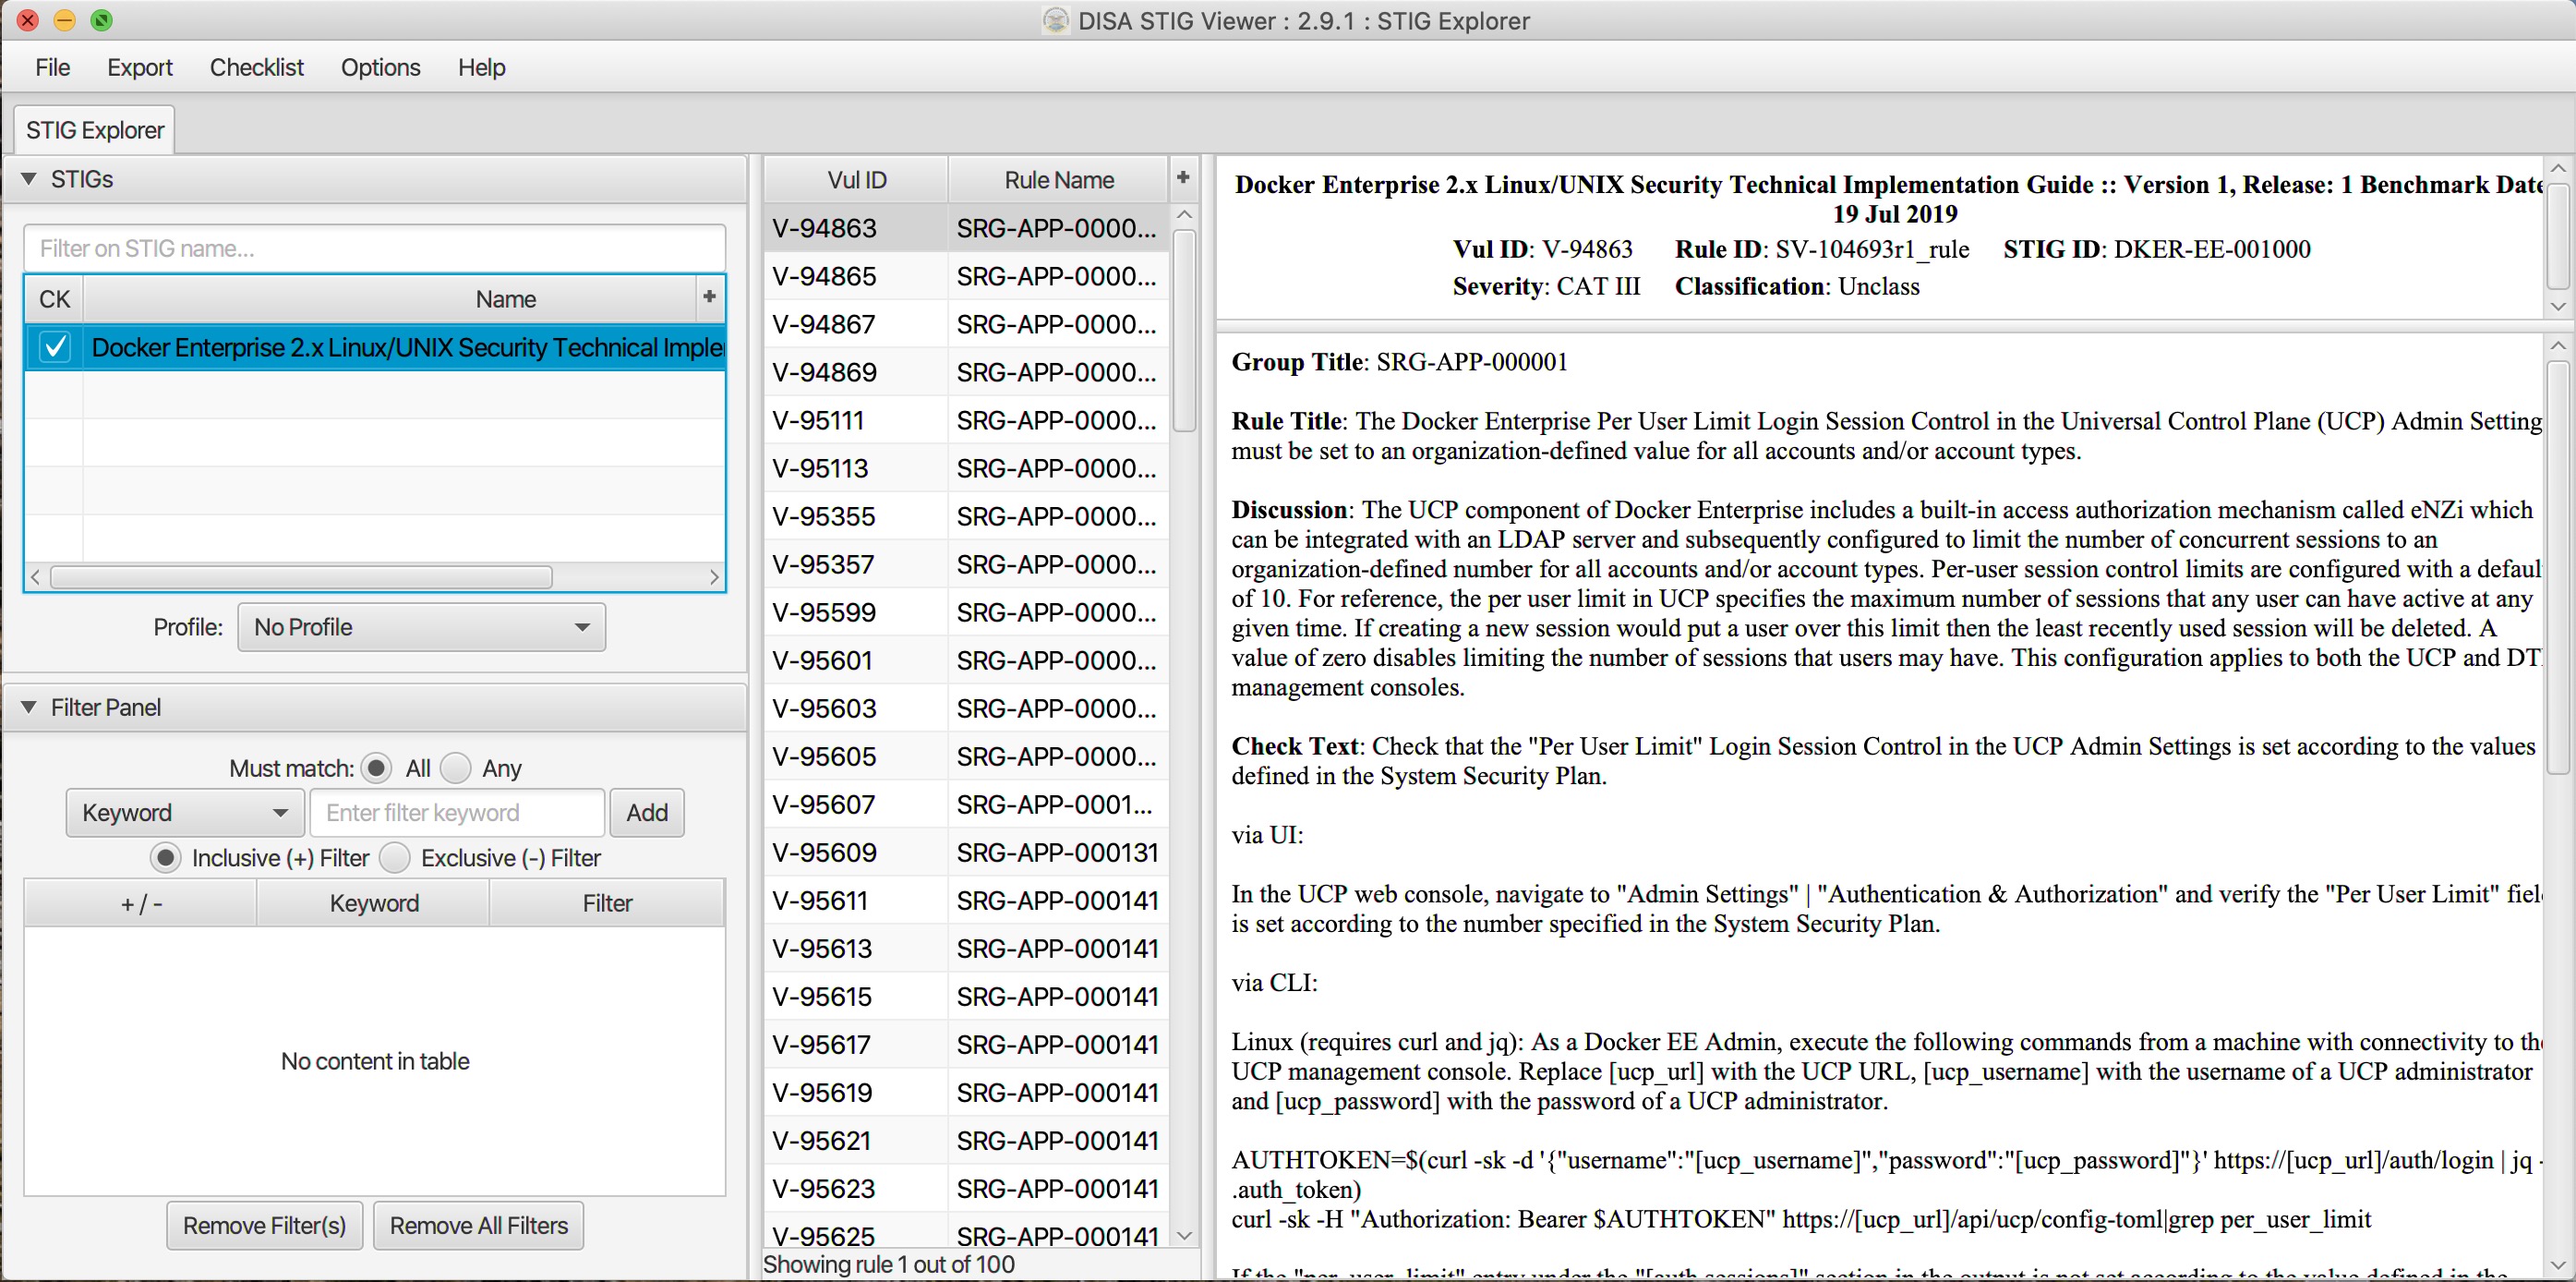 DISA STIG Viewer : 2.9.1 : STIG Explorer
File Export Checklist Options Help
STIG Explorer
STIGs
Filter on STIG name...
CK Name +
Docker Enterprise 2.x Linux/UNIX Security Technical Imple
Profile: No Profile
Filter Panel
Must match: All Any
Keyword Enter filter keyword Add
Inclusive (+) Filter Exclusive (-) Filter
+ / - Keyword Filter
No content in table
Remove Filter(s) Remove All Filters
Vul ID Rule Name +
V-94863 SRG-APP-0000...
V-94865 SRG-APP-0000...
V-94867 SRG-APP-0000...
V-94869 SRG-APP-0000...
V-95111 SRG-APP-0000...
V-95113 SRG-APP-0000...
V-95355 SRG-APP-0000...
V-95357 SRG-APP-0000...
V-95599 SRG-APP-0000...
V-95601 SRG-APP-0000...
V-95603 SRG-APP-0000...
V-95605 SRG-APP-0000...
V-95607 SRG-APP-0001...
V-95609 SRG-APP-000131
V-95611 SRG-APP-000141
V-95613 SRG-APP-000141
V-95615 SRG-APP-000141
V-95617 SRG-APP-000141
V-95619 SRG-APP-000141
V-95621 SRG-APP-000141
V-95623 SRG-APP-000141
V-95625 SRG-APP-000141
Showing rule 1 out of 100
Docker Enterprise 2.x Linux/UNIX Security Technical Implementation Guide :: Version 1, Release: 1 Benchmark Date
19 Jul 2019
Vul ID: V-94863 Rule ID: SV-104693r1_rule STIG ID: DKER-EE-001000
Severity: CAT III Classification: Unclass
Group Title: SRG-APP-000001
Rule Title: The Docker Enterprise Per User Limit Login Session Control in the Universal Control Plane (UCP) Admin Setting
must be set to an organization-defined value for all accounts and/or account types.
Discussion: The UCP component of Docker Enterprise includes a built-in access authorization mechanism called eNZi which
can be integrated with an LDAP server and subsequently configured to limit the number of concurrent sessions to an
organization-defined number for all accounts and/or account types. Per-user session control limits are configured with a defaul
of 10. For reference, the per user limit in UCP specifies the maximum number of sessions that any user can have active at any
given time. If creating a new session would put a user over this limit then the least recently used session will be deleted. A
value of zero disables limiting the number of sessions that users may have. This configuration applies to both the UCP and DT
management consoles.
Check Text: Check that the "Per User Limit" Login Session Control in the UCP Admin Settings is set according to the values
defined in the System Security Plan.
via UI:
In the UCP web console, navigate to "Admin Settings" | "Authentication & Authorization" and verify the "Per User Limit" fiel
is set according to the number specified in the System Security Plan.
via CLI:
Linux (requires curl and jq): As a Docker EE Admin, execute the following commands from a machine with connectivity to the
UCP management console. Replace [ucp_url] with the UCP URL, [ucp_username] with the username of a UCP administrator
and [ucp_password] with the password of a UCP administrator.
AUTHTOKEN=$(curl -sk -d '{"username":"[ucp_username]","password":"[ucp_password]"}' https://[ucp_url]/auth/login | jq -
.auth_token)
curl -sk -H "Authorization: Bearer $AUTHTOKEN" https://[ucp_url]/api/ucp/config-toml|grep per_user_limit
If the "per_user_limit" entry under the "[auth.sessions]" section in the output is not set according to the value defined in the